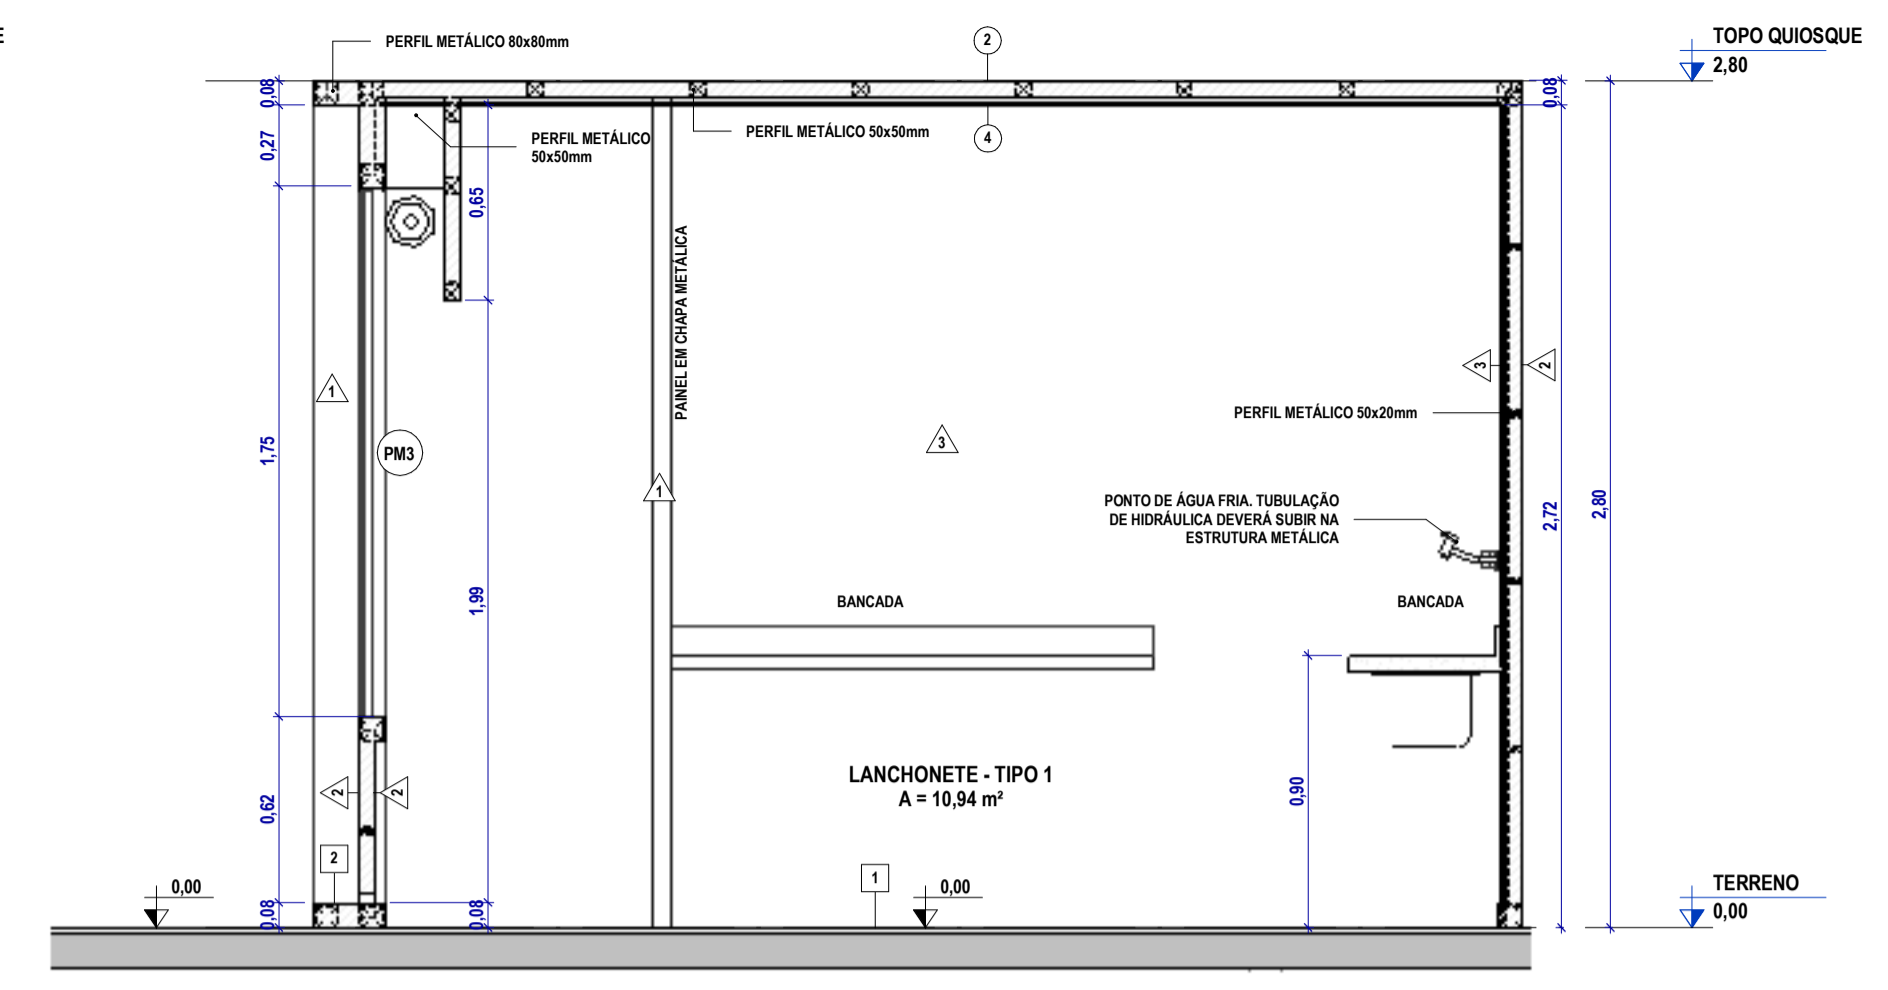 E
PERFIL METÁLICO 80x80mm
2
TOPO QUIOSQUE
2,80
0,08
0,08
PERFIL METÁLICO
50x50mm
PERFIL METÁLICO 50x50mm
4
0,27
0,65
PAINEL EM CHAPA METÁLICA
3
2
1
PERFIL METÁLICO 50x20mm
1,75
PM3
3
1
PONTO DE ÁGUA FRIA. TUBULAÇÃO
DE HIDRÁULICA DEVERÁ SUBIR NA
ESTRUTURA METÁLICA
2,72
2,80
1,99
BANCADA
BANCADA
LANCHONETE - TIPO 1
A = 10,94 m²
0,90
0,62
2
2
2
1
0,00
0,00
TERRENO
0,00
0,08
0,08